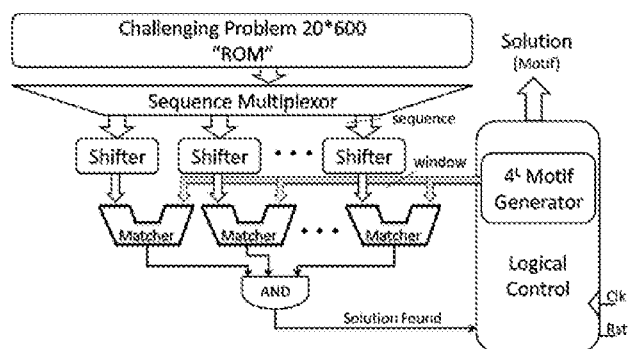 Challenging Problem 20*600
"ROM"
Sequence Multiplexor
sequence
Shifter
Shifter
Shifter
window
Matcher
Matcher
Matcher
AND
Solution Found
Solution
(Motif)
4ᴸ Motif
Generator
Logical
Control
Clk
Rst